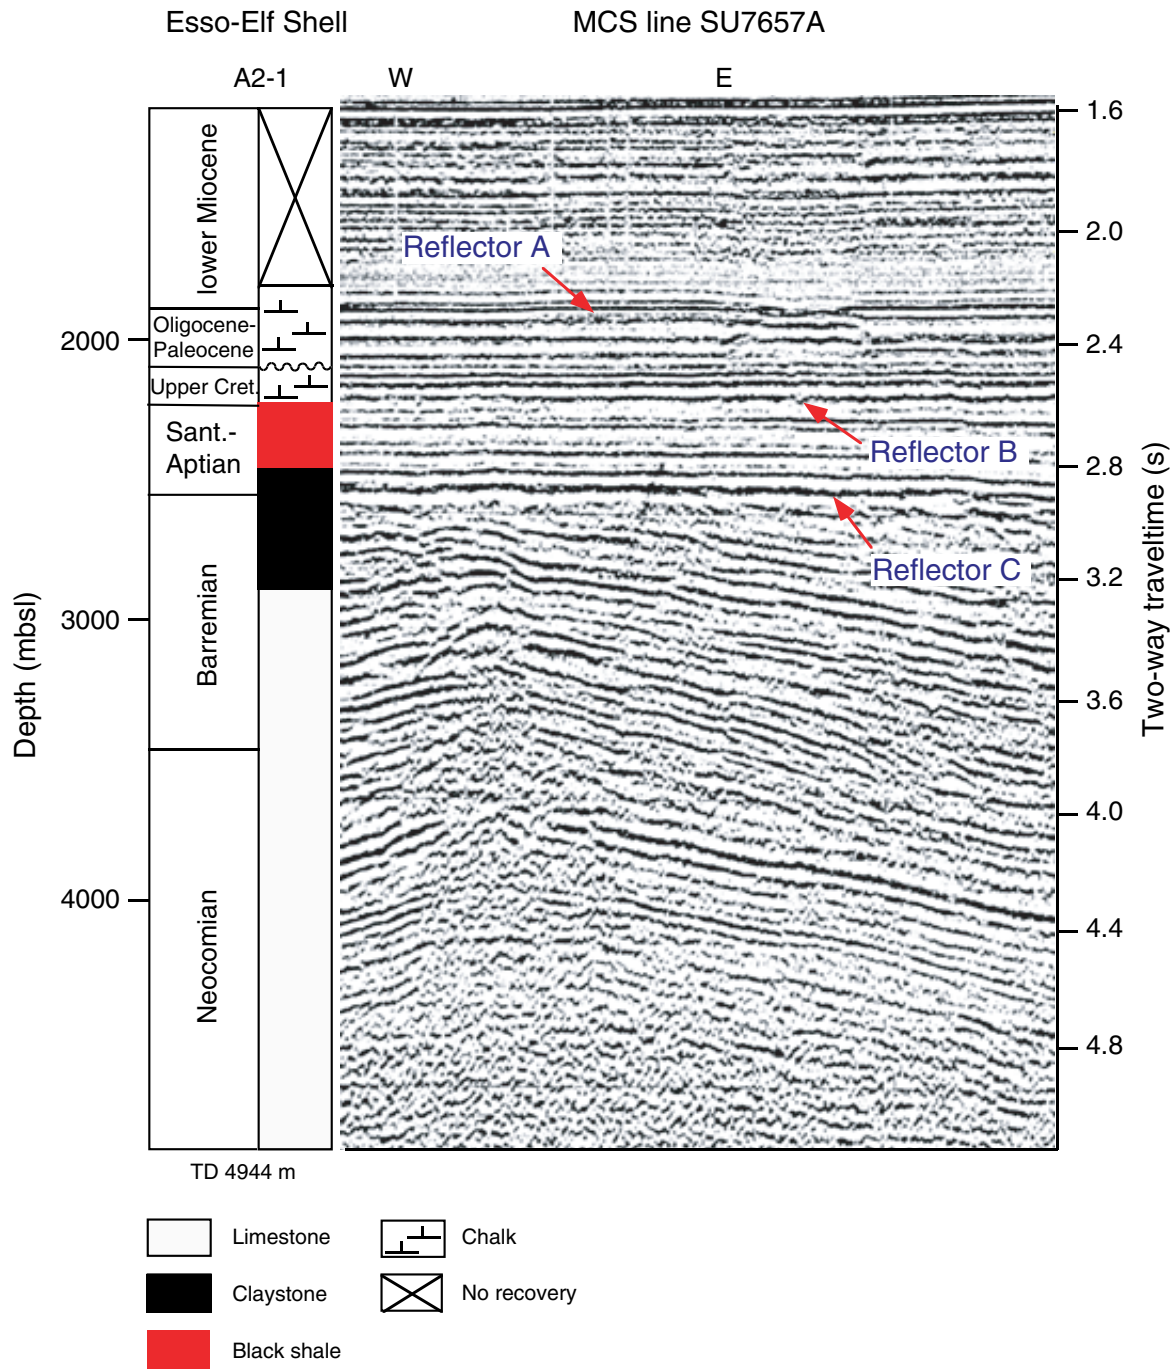 Esso-Elf Shell
MCS line SU7657A
A2-1
W
E
lower Miocene
Oligocene-
Paleocene
Upper Cret.
Sant.-
Aptian
Barremian
Neocomian
Depth (mbsl)
2000
3000
4000
Reflector A
Reflector B
Reflector C
1.6
2.0
2.4
2.8
3.2
3.6
4.0
4.4
4.8
Two-way traveltime (s)
TD 4944 m
Limestone
Chalk
Claystone
No recovery
Black shale